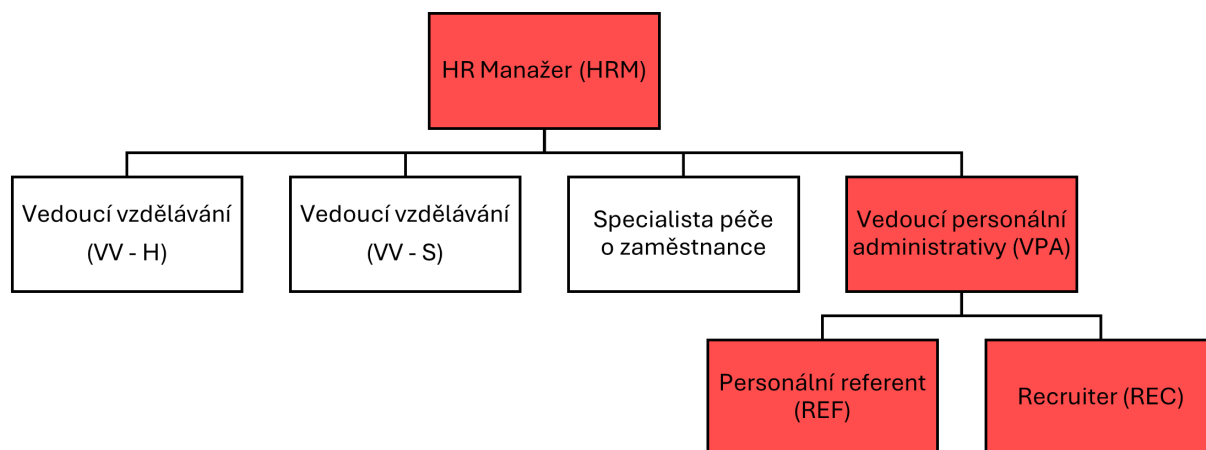 HR Manažer (HRM)
Vedoucí vzdělávání
(VV - H)
Vedoucí vzdělávání
(VV - S)
Specialista péče
o zaměstnance
Vedoucí personální
administrativy (VPA)
Personální referent
(REF)
Recruiter (REC)